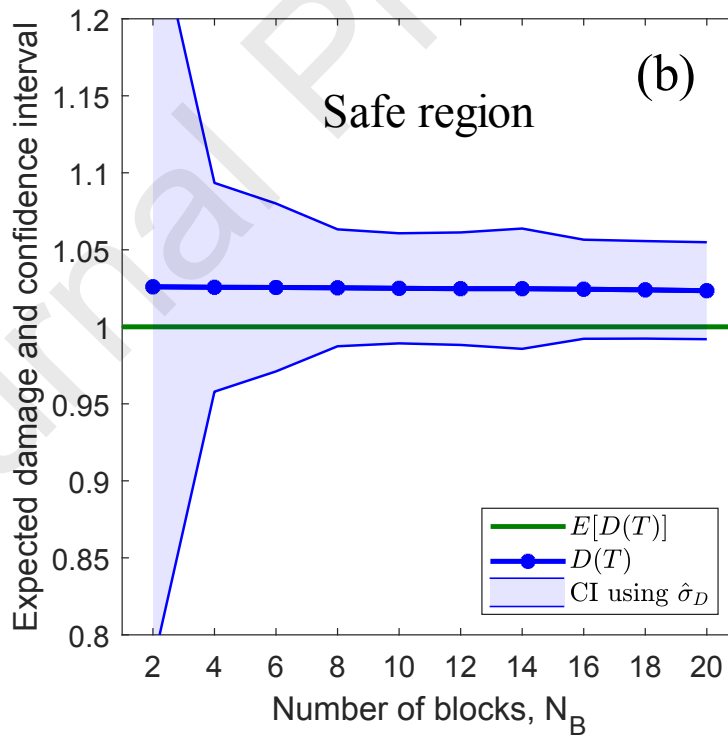 (b)
Safe region
1.2
1.15
1.1
1.05
1
0.95
0.9
0.85
0.8
Expected damage and confidence interval
E[D(T)]
D(T)
CI using σ̂_D
2 4 6 8 10 12 14 16 18 20
Number of blocks, N_B